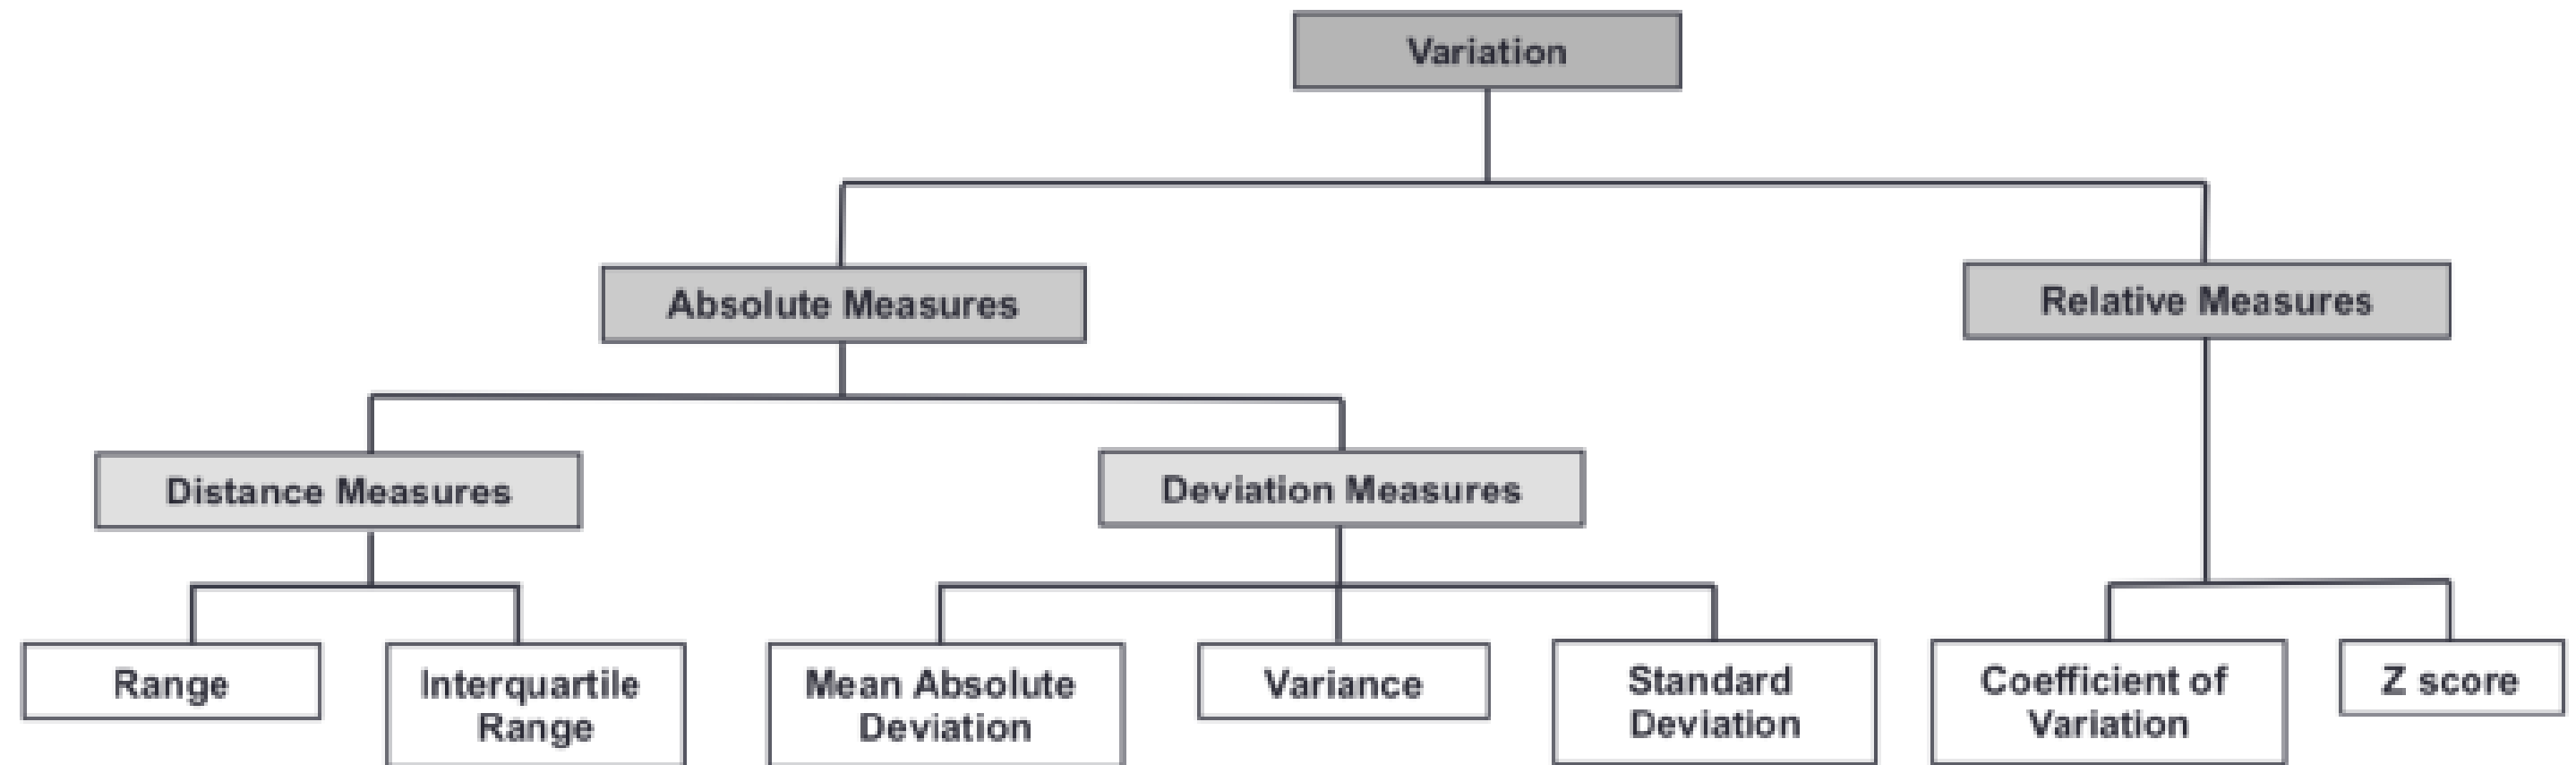 Variation
Absolute Measures
Relative Measures
Distance Measures
Deviation Measures
Range
Interquartile
Range
Mean Absolute
Deviation
Variance
Standard
Deviation
Coefficient of
Variation
Z score